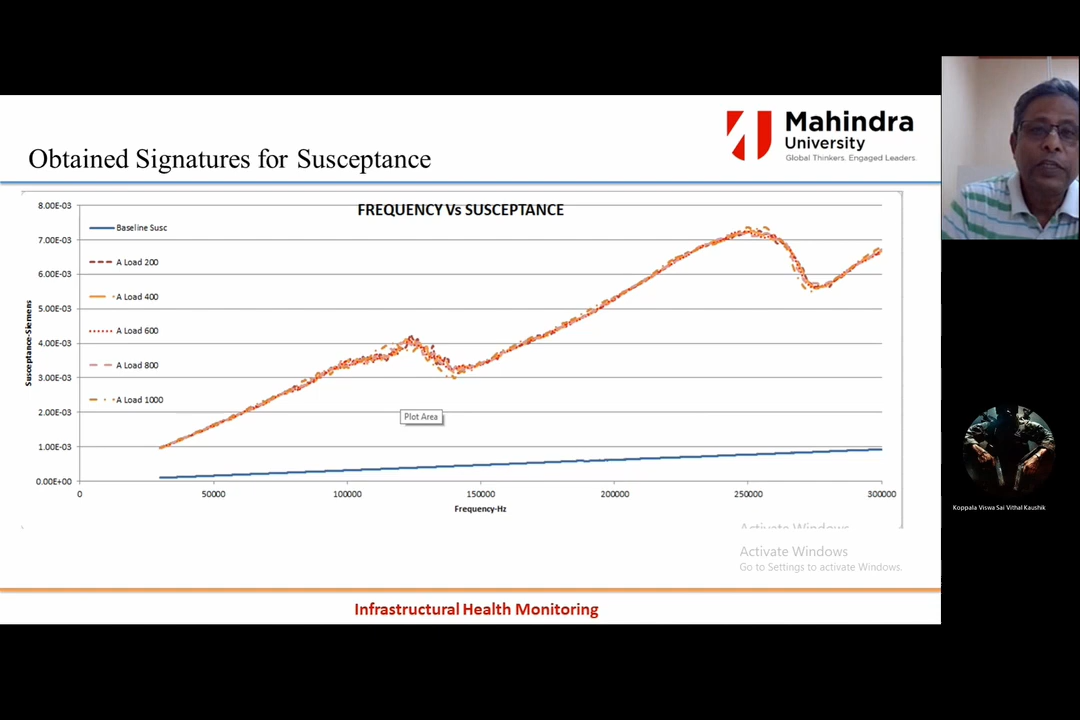 Mahindra
University
Global Thinkers. Engaged Leaders.
Obtained Signatures for Susceptance
FREQUENCY Vs SUSCEPTANCE
8.00E-03
7.00E-03
6.00E-03
5.00E-03
4.00E-03
3.00E-03
2.00E-03
1.00E-03
0.00E+00
Susceptance-Siemens
Baseline Susc
A Load 200
A Load 400
A Load 600
A Load 800
A Load 1000
Plot Area
0 50000 100000 150000 200000 250000 300000
Frequency-Hz
Activate Windows
Activate Windows
Go to Settings to activate Windows.
Infrastructural Health Monitoring
Koppala Viswa Sai Vithal Kaushik